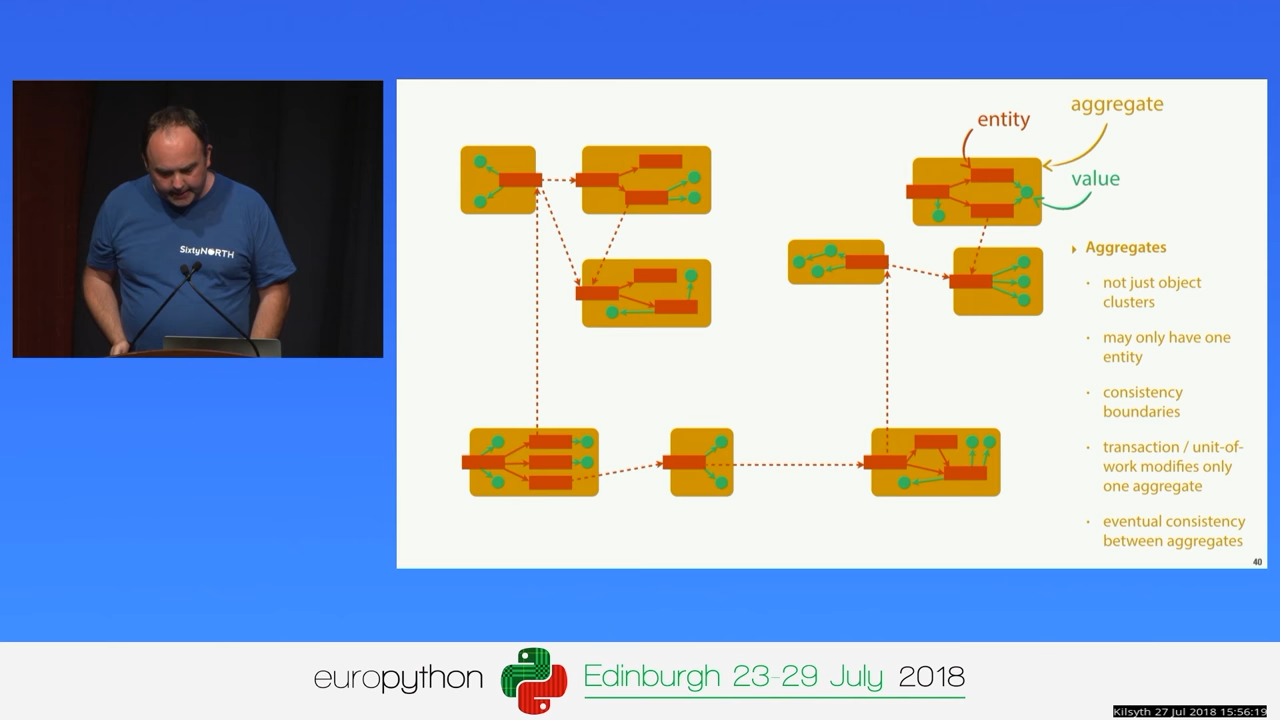 SixtyNORTH
entity
aggregate
value
Aggregates
· not just object
clusters
· may only have one
entity
· consistency
boundaries
· transaction / unit-of-
work modifies only
one aggregate
· eventual consistency
between aggregates
40
europython
Edinburgh 23-29 July 2018
Kilsyth 27 Jul 2018 15:56:19